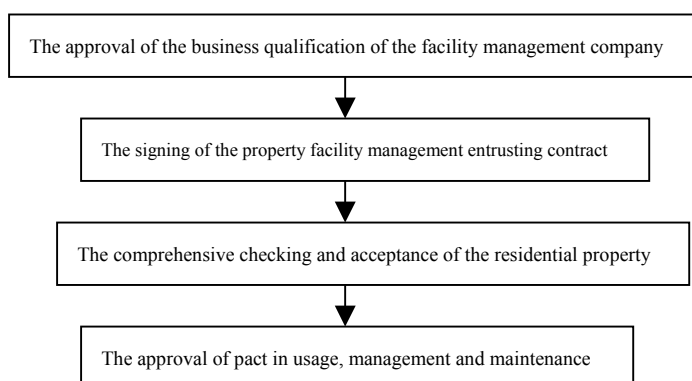 The approval of the business qualification of the facility management company
The signing of the property facility management entrusting contract
The comprehensive checking and acceptance of the residential property
The approval of pact in usage, management and maintenance